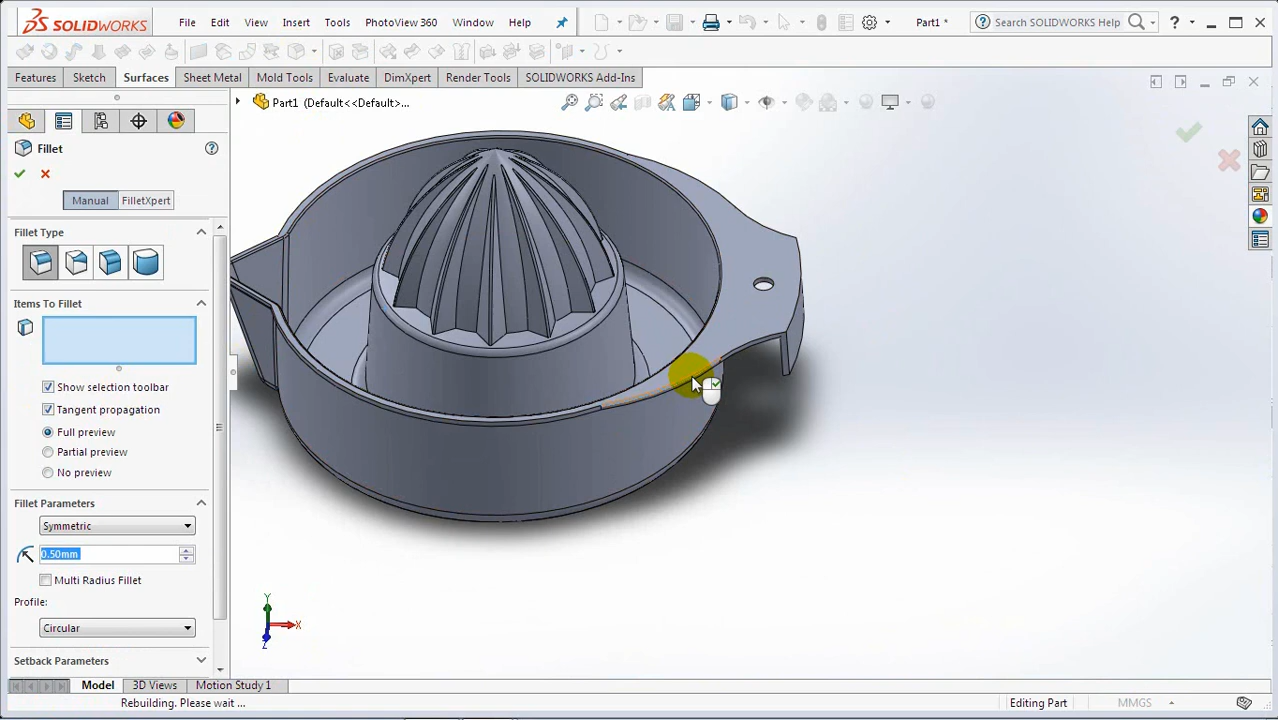 SOLIDWORKS File Edit View Insert Tools PhotoView 360 Window Help Part1 * Search SOLIDWORKS Help ?
Features Sketch Surfaces Sheet Metal Mold Tools Evaluate DimXpert Render Tools SOLIDWORKS Add-Ins
Part1 (Default<<Default>...
Fillet ?
Manual FilletXpert
Fillet Type
Items To Fillet
Show selection toolbar
Tangent propagation
Full preview
Partial preview
No preview
Fillet Parameters
Symmetric
0.50mm
Multi Radius Fillet
Profile:
Circular
Setback Parameters
Y
X
Z
Model 3D Views Motion Study 1
Rebuilding. Please wait ... Editing Part MMGS